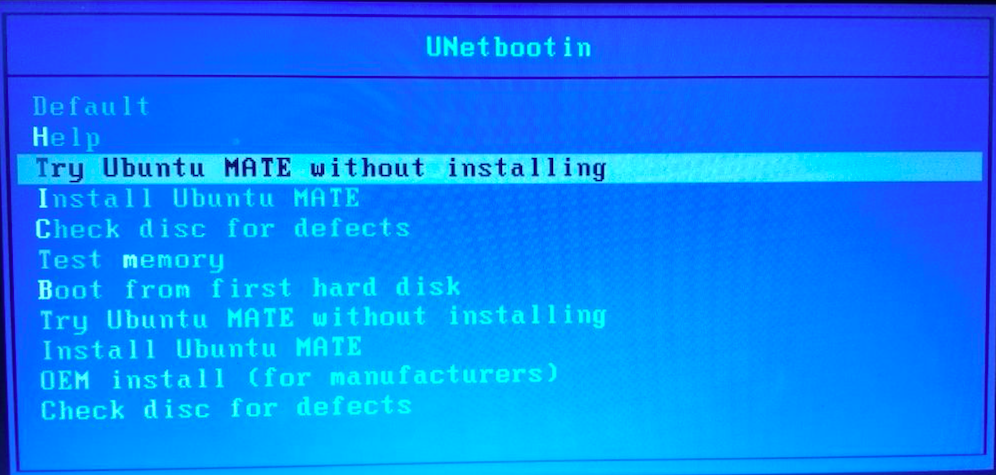 UNetbootin
Default
Help
Try Ubuntu MATE without installing
Install Ubuntu MATE
Check disc for defects
Test memory
Boot from first hard disk
Try Ubuntu MATE without installing
Install Ubuntu MATE
OEM install (for manufacturers)
Check disc for defects